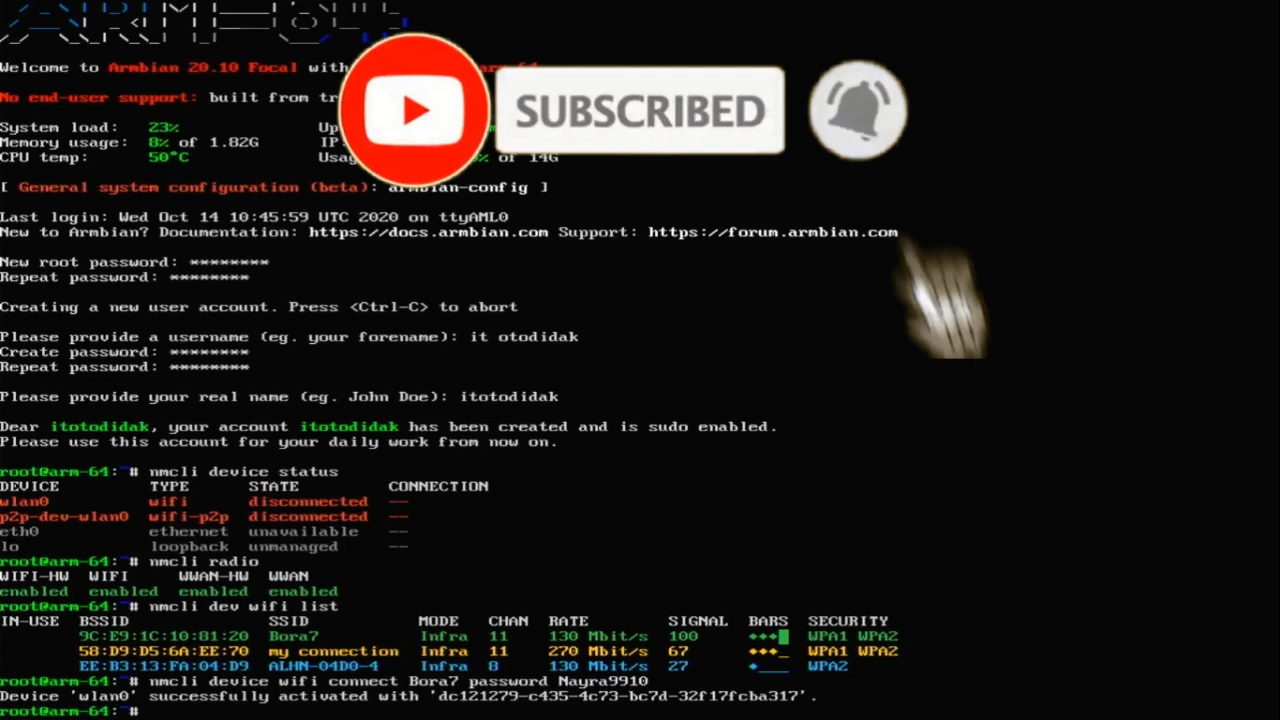 ARM-64
Welcome to Armbian 20.10 Focal with
No end-user support: built from
SUBSCRIBED
System load: 23%
Memory usage: 8% of 1.82G IP:
CPU temp: 50°C % of 14G
[ General system configuration (beta): armbian-config ]
Last login: Wed Oct 14 10:45:59 UTC 2020 on ttyAML0
New to Armbian? Documentation: https://docs.armbian.com Support: https://forum.armbian.com
New root password: ********
Repeat password: ********
Creating a new user account. Press <Ctrl-C> to abort
Please provide a username (eg. your forename): it otodidak
Create password: ********
Repeat password: ********
Please provide your real name (eg. John Doe): itotodidak
Dear itotodidak, your account itotodidak has been created and is sudo enabled.
Please use this account for your daily work from now on.
root@arm-64:~# nmcli device status
DEVICE TYPE STATE CONNECTION
wlan0 wifi disconnected --
p2p-dev-wlan0 wifi-p2p disconnected --
eth0 ethernet unavailable --
lo loopback unmanaged --
root@arm-64:~# nmcli radio
WIFI-HW WIFI WWAN-HW WWAN
enabled enabled enabled enabled
root@arm-64:~# nmcli dev wifi list
IN-USE BSSID SSID MODE CHAN RATE SIGNAL BARS SECURITY
9C:E9:1C:10:81:20 Bora7 Infra 11 130 Mbit/s 100 WPA1 WPA2
58:D9:D5:6A:EE:70 my connection Infra 11 270 Mbit/s 67 WPA1 WPA2
EE:B3:13:FA:04:D9 ALHN-04D0-4 Infra 8 130 Mbit/s 27 WPA2
root@arm-64:~# nmcli device wifi connect Bora7 password Nayra9910
Device 'wlan0' successfully activated with 'dc121279-c435-4c73-bc7d-32f17fcba317'.
root@arm-64:~#